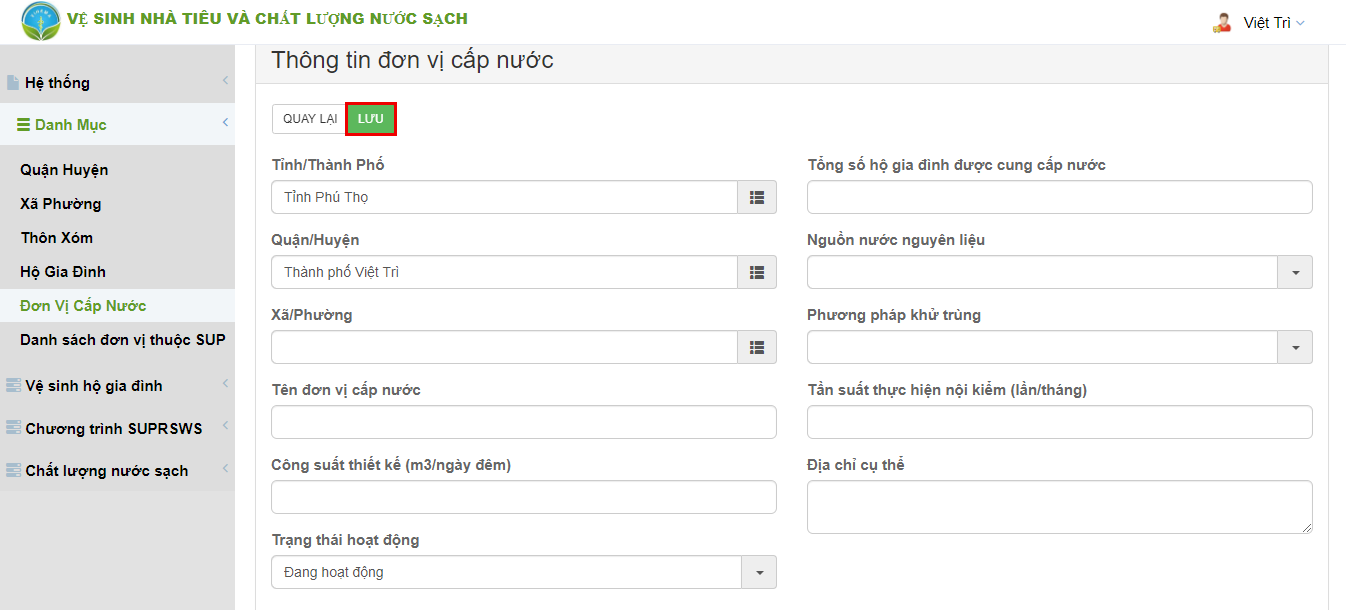 VỆ SINH NHÀ TIÊU VÀ CHẤT LƯỢNG NƯỚC SẠCH
Việt Trì
Hệ thống
Danh Mục
Quận Huyện
Xã Phường
Thôn Xóm
Hộ Gia Đình
Đơn Vị Cấp Nước
Danh sách đơn vị thuộc SUP
Vệ sinh hộ gia đình
Chương trình SUPRSWS
Chất lượng nước sạch
Thông tin đơn vị cấp nước
QUAY LẠI LƯU
Tỉnh/Thành Phố
Tỉnh Phú Thọ
Quận/Huyện
Thành phố Việt Trì
Xã/Phường
Tên đơn vị cấp nước
Công suất thiết kế (m3/ngày đêm)
Trạng thái hoạt động
Đang hoạt động
Tổng số hộ gia đình được cung cấp nước
Nguồn nước nguyên liệu
Phương pháp khử trùng
Tần suất thực hiện nội kiểm (lần/tháng)
Địa chỉ cụ thể